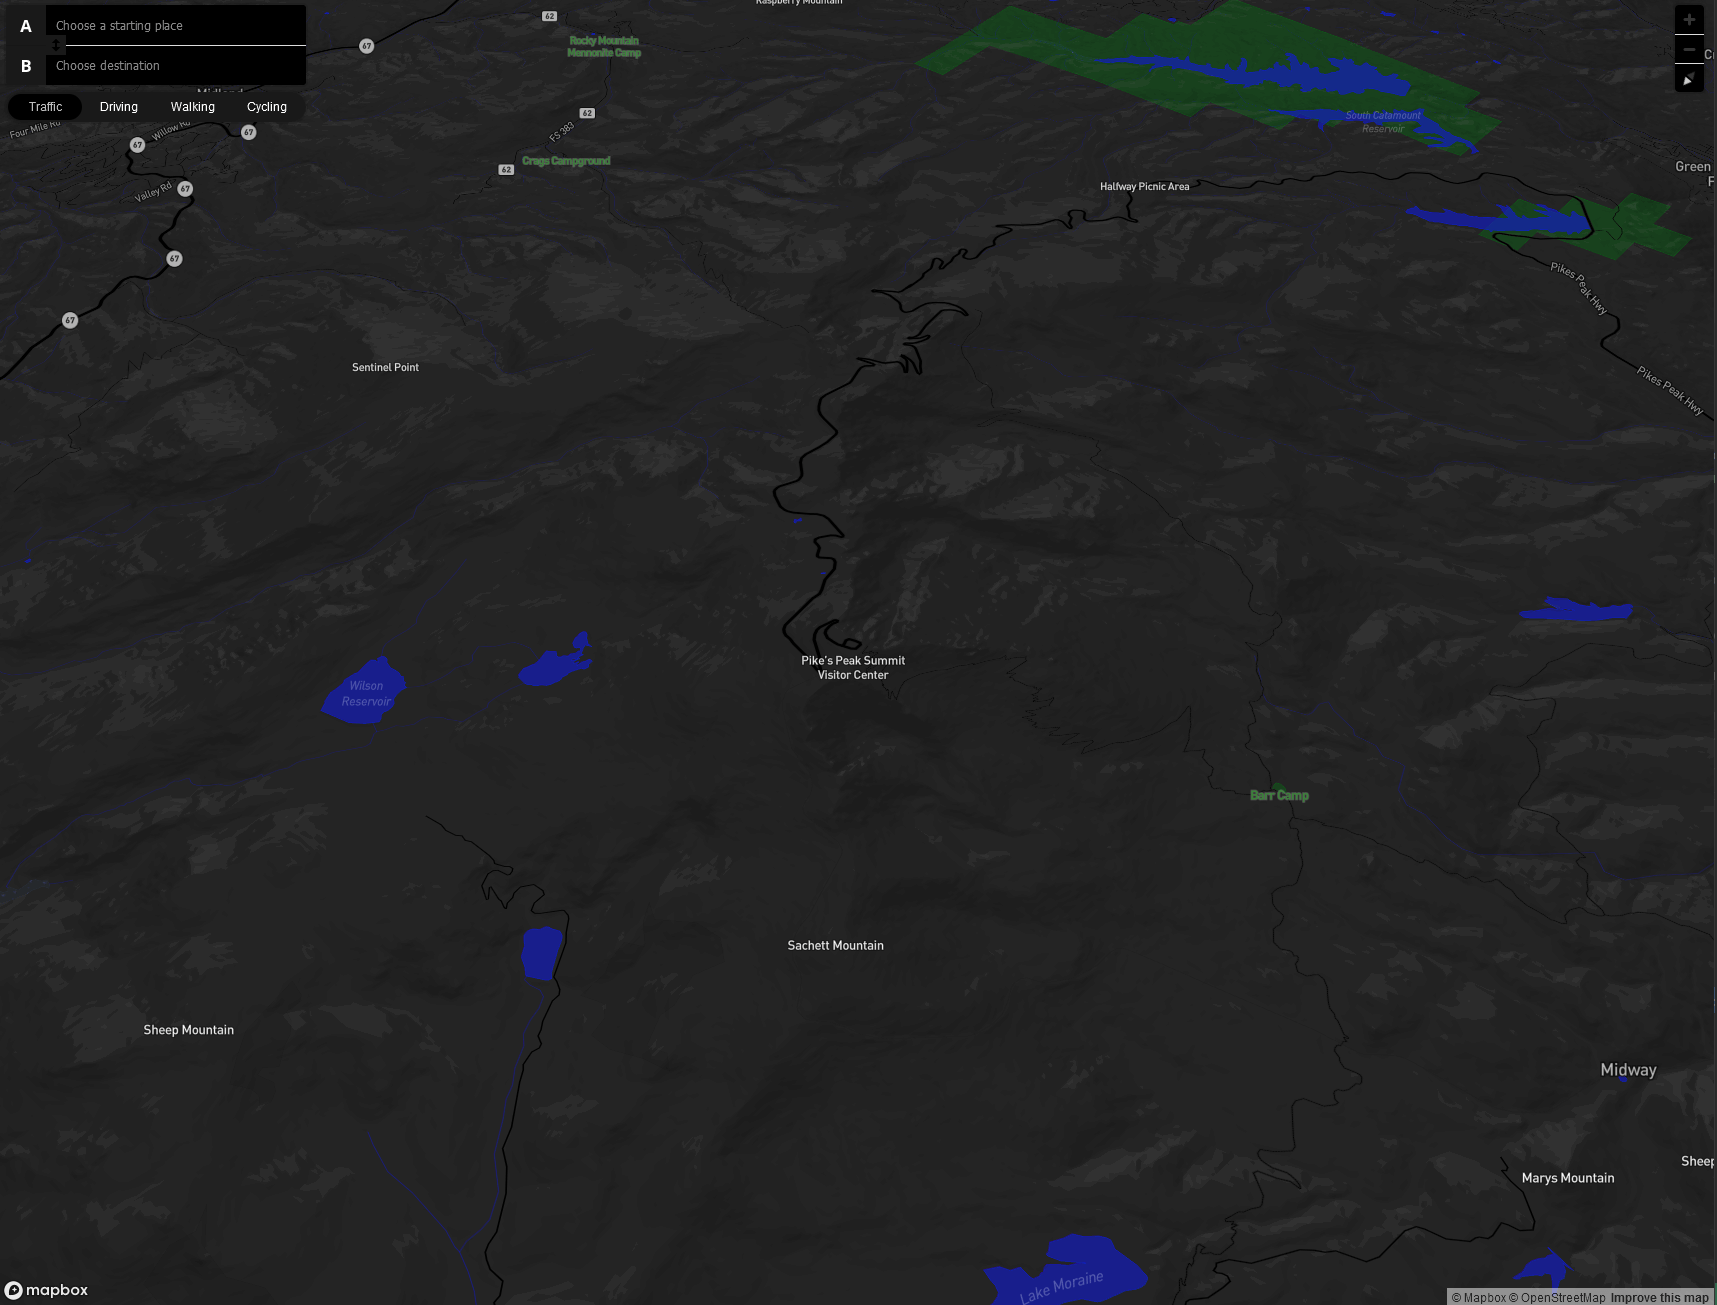 Raspberry Mountain
A
Choose a starting place
B
Choose destination
Traffic
Driving
Walking
Cycling
Midland
62
67
Rocky Mountain
Mennonite Camp
62
FS 383
Crags Campground
62
Four Mile Rd
Willow Rd
67
67
Valley Rd
67
67
67
South Catamount
Reservoir
Halfway Picnic Area
Green
F
Pikes Peak Hwy
Pikes Peak Hwy
Sentinel Point
Wilson
Reservoir
Pike's Peak Summit
Visitor Center
Barr Camp
Sachett Mountain
Sheep Mountain
Midway
Sheep
Marys Mountain
Lake Moraine
mapbox
© Mapbox © OpenStreetMap Improve this map